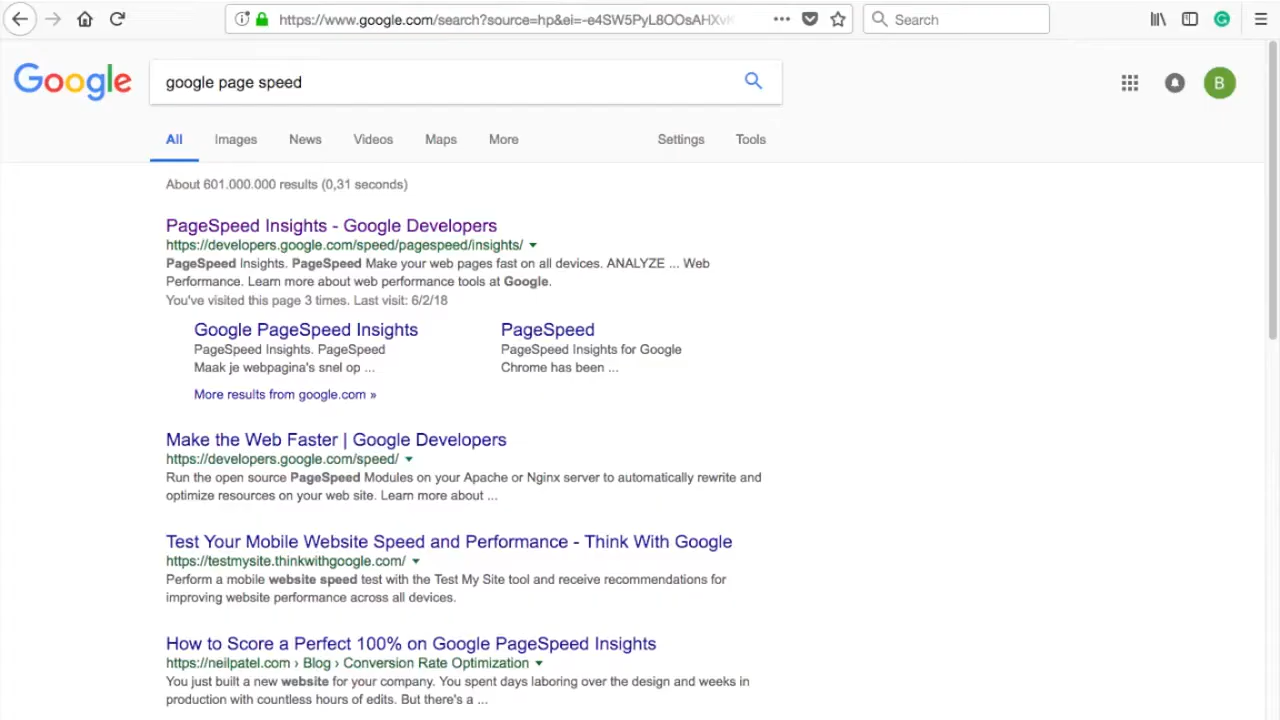 https://www.google.com/search?source=hp&ei=-e4SW5PyL8OOsAHXv
Search
Google
google page speed
B
All Images News Videos Maps More Settings Tools
About 601.000.000 results (0,31 seconds)
PageSpeed Insights - Google Developers
https://developers.google.com/speed/pagespeed/insights/
PageSpeed Insights. PageSpeed Make your web pages fast on all devices. ANALYZE ... Web
Performance. Learn more about web performance tools at Google.
You've visited this page 3 times. Last visit: 6/2/18
Google PageSpeed Insights
PageSpeed Insights. PageSpeed
Maak je webpagina's snel op ...
PageSpeed
PageSpeed Insights for Google
Chrome has been ...
More results from google.com »
Make the Web Faster | Google Developers
https://developers.google.com/speed/
Run the open source PageSpeed Modules on your Apache or Nginx server to automatically rewrite and
optimize resources on your web site. Learn more about ...
Test Your Mobile Website Speed and Performance - Think With Google
https://testmysite.thinkwithgoogle.com/
Perform a mobile website speed test with the Test My Site tool and receive recommendations for
improving website performance across all devices.
How to Score a Perfect 100% on Google PageSpeed Insights
https://neilpatel.com › Blog › Conversion Rate Optimization
You just built a new website for your company. You spent days laboring over the design and weeks in
production with countless hours of edits. But there's a ...